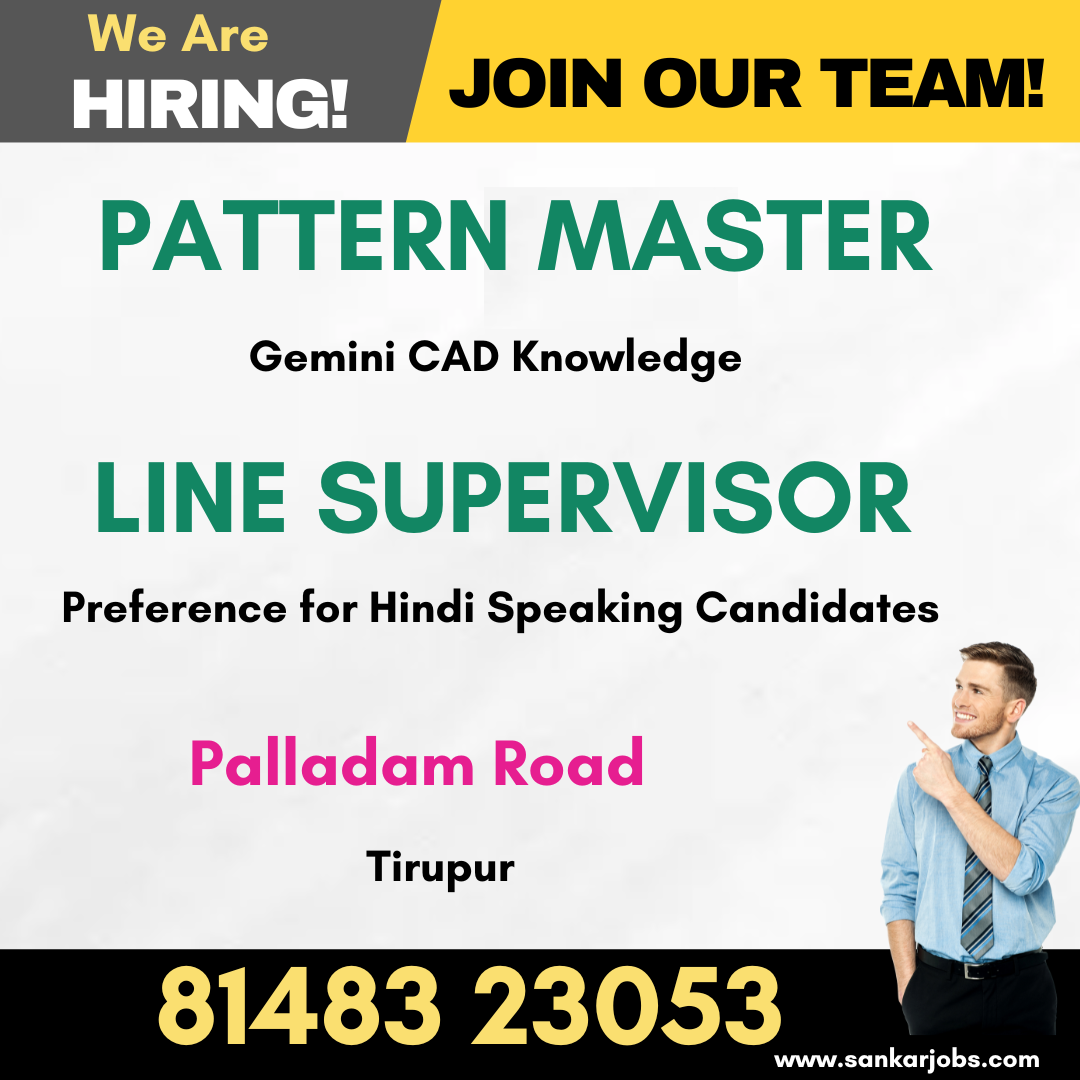 We Are
HIRING!
JOIN OUR TEAM!
PATTERN MASTER
Gemini CAD Knowledge
LINE SUPERVISOR
Preference for Hindi Speaking Candidates
Palladam Road
Tirupur
81483 23053
www.sankarjobs.com